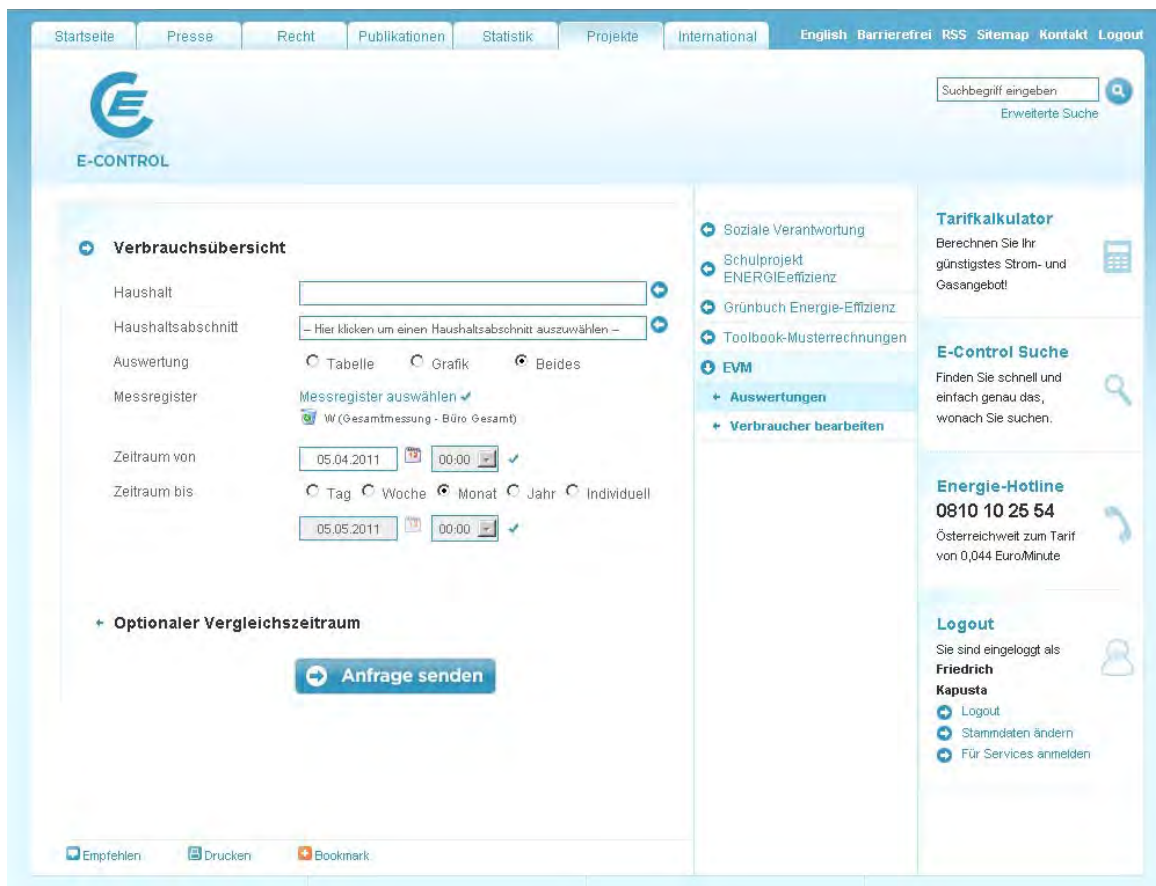 Startseite Presse Recht Publikationen Statistik Projekte International English Barrierefrei RSS Sitemap Kontakt Logout
E-CONTROL
Suchbegriff eingeben
Erweiterte Suche
Verbrauchsübersicht
Haushalt
Haushaltsabschnitt – Hier klicken um einen Haushaltsabschnitt auszuwählen –
Auswertung Tabelle Grafik Beides
Messregister Messregister auswählen
W (Gesamtmessung - Büro Gesamt)
Zeitraum von 05.04.2011 00:00
Zeitraum bis Tag Woche Monat Jahr Individuell
05.05.2011 00:00
Optionaler Vergleichszeitraum
Anfrage senden
Soziale Verantwortung
Schulprojekt
ENERGIEeffizienz
Grünbuch Energie-Effizienz
Toolbook-Musterrechnungen
EVM
Auswertungen
Verbraucher bearbeiten
Tarifkalkulator
Berechnen Sie Ihr
günstigstes Strom- und
Gasangebot!
E-Control Suche
Finden Sie schnell und
einfach genau das,
wonach Sie suchen.
Energie-Hotline
0810 10 25 54
Österreichweit zum Tarif
von 0,044 Euro/Minute
Logout
Sie sind eingeloggt als
Friedrich
Kapusta
Logout
Stammdaten ändern
Für Services anmelden
Empfehlen Drucken Bookmark